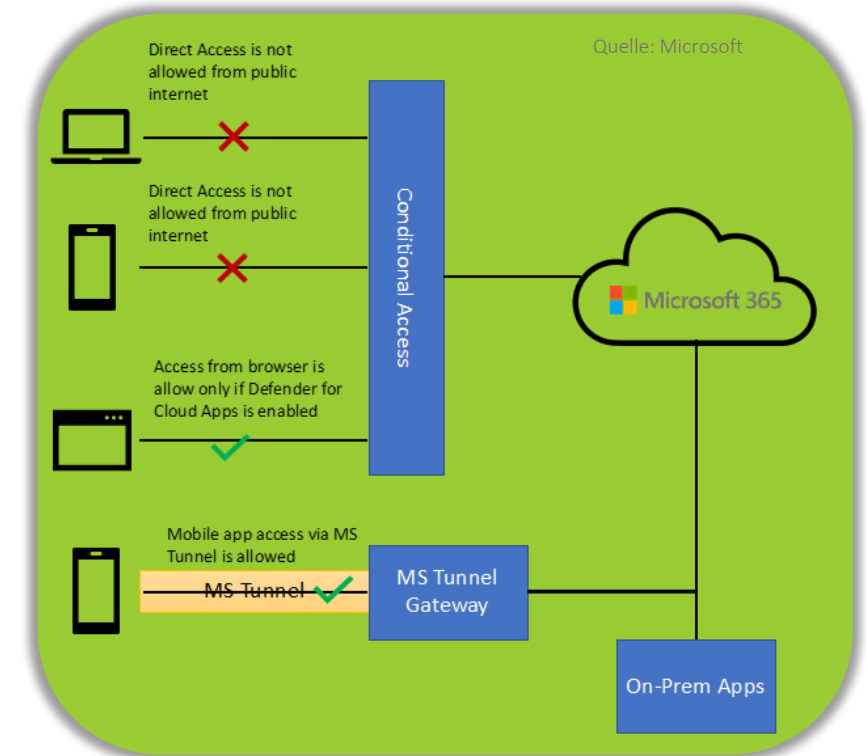 Quelle: Microsoft
Direct Access is not
allowed from public
internet
Direct Access is not
allowed from public
internet
Conditional Access
Microsoft 365
Access from browser is
allow only if Defender for
Cloud Apps is enabled
Mobile app access via MS
Tunnel is allowed
MS Tunnel
MS Tunnel
Gateway
On-Prem Apps